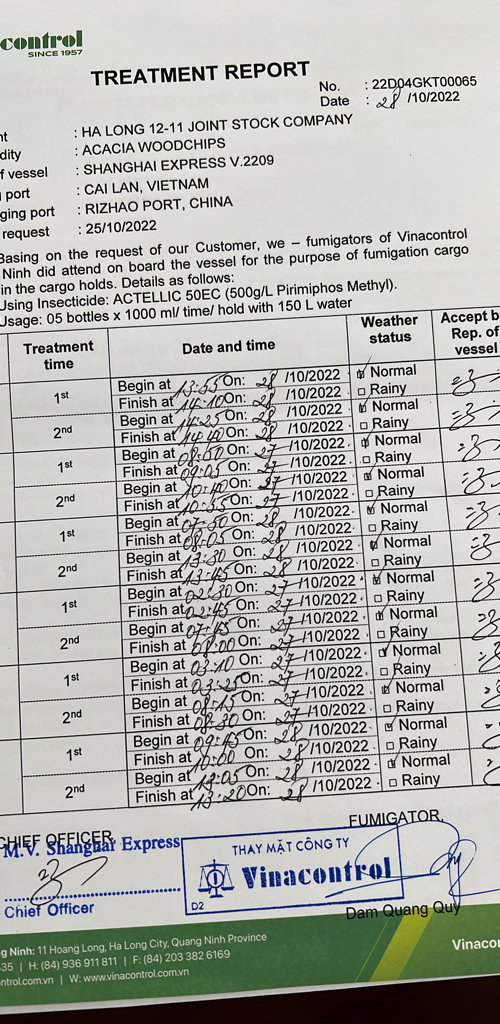 control
SINCE 1957
TREATMENT REPORT
No. : 22D04GKT00065
Date : 28 /10/2022
nt : HA LONG 12-11 JOINT STOCK COMPANY
dity : ACACIA WOODCHIPS
f vessel : SHANGHAI EXPRESS V.2209
port : CAI LAN, VIETNAM
ging port : RIZHAO PORT, CHINA
request : 25/10/2022
Basing on the request of our Customer, we – fumigators of Vinacontrol
Ninh did attend on board the vessel for the purpose of fumigation cargo
in the cargo holds. Details as follows:
Using Insecticide: ACTELLIC 50EC (500g/L Pirimiphos Methyl).
Usage: 05 bottles x 1000 ml/ time/ hold with 150 L water
Treatment time Date and time Weather status Accept b Rep. of vessel
1st Begin at 13:55 On: 28 /10/2022 Normal
Finish at 14:10 On: 28 /10/2022 Rainy
2nd Begin at 14:25 On: 28 /10/2022 Normal
Finish at 14:40 On: 28 /10/2022 Rainy
1st Begin at 08:50 On: 27 /10/2022 Normal
Finish at 09:05 On: 27 /10/2022 Rainy
2nd Begin at 10:40 On: 27 /10/2022 Normal
Finish at 10:55 On: 27 /10/2022 Rainy
1st Begin at 07:50 On: 28 /10/2022 Normal
Finish at 08:05 On: 28 /10/2022 Rainy
2nd Begin at 13:30 On: 28 /10/2022 Normal
Finish at 13:45 On: 28 /10/2022 Rainy
1st Begin at 02:30 On: 27 /10/2022 Normal
Finish at 02:45 On: 27 /10/2022 Rainy
2nd Begin at 07:45 On: 27 /10/2022 Normal
Finish at 08:00 On: 27 /10/2022 Rainy
1st Begin at 03:10 On: 27 /10/2022 Normal
Finish at 03:25 On: 27 /10/2022 Rainy
2nd Begin at 08:15 On: 27 /10/2022 Normal
Finish at 08:30 On: 27 /10/2022 Rainy
1st Begin at 09:45 On: 28 /10/2022 Normal
Finish at 10:00 On: 28 /10/2022 Rainy
2nd Begin at 13:05 On: 28 /10/2022 Normal
Finish at 13:20 On: 28 /10/2022 Rainy
CHIEF OFFICER, FUMIGATOR,
M.V. Shanghai Express
Chief Officer
THAY MẶT CÔNG TY
Vinacontrol
D2
Dam Quang Quy
g Ninh: 11 Hoang Long, Ha Long City, Quang Ninh Province
635 | H: (84) 936 911 811 | F: (84) 203 382 6169
ntrol.com.vn | W: www.vinacontrol.com.vn
Vinacon